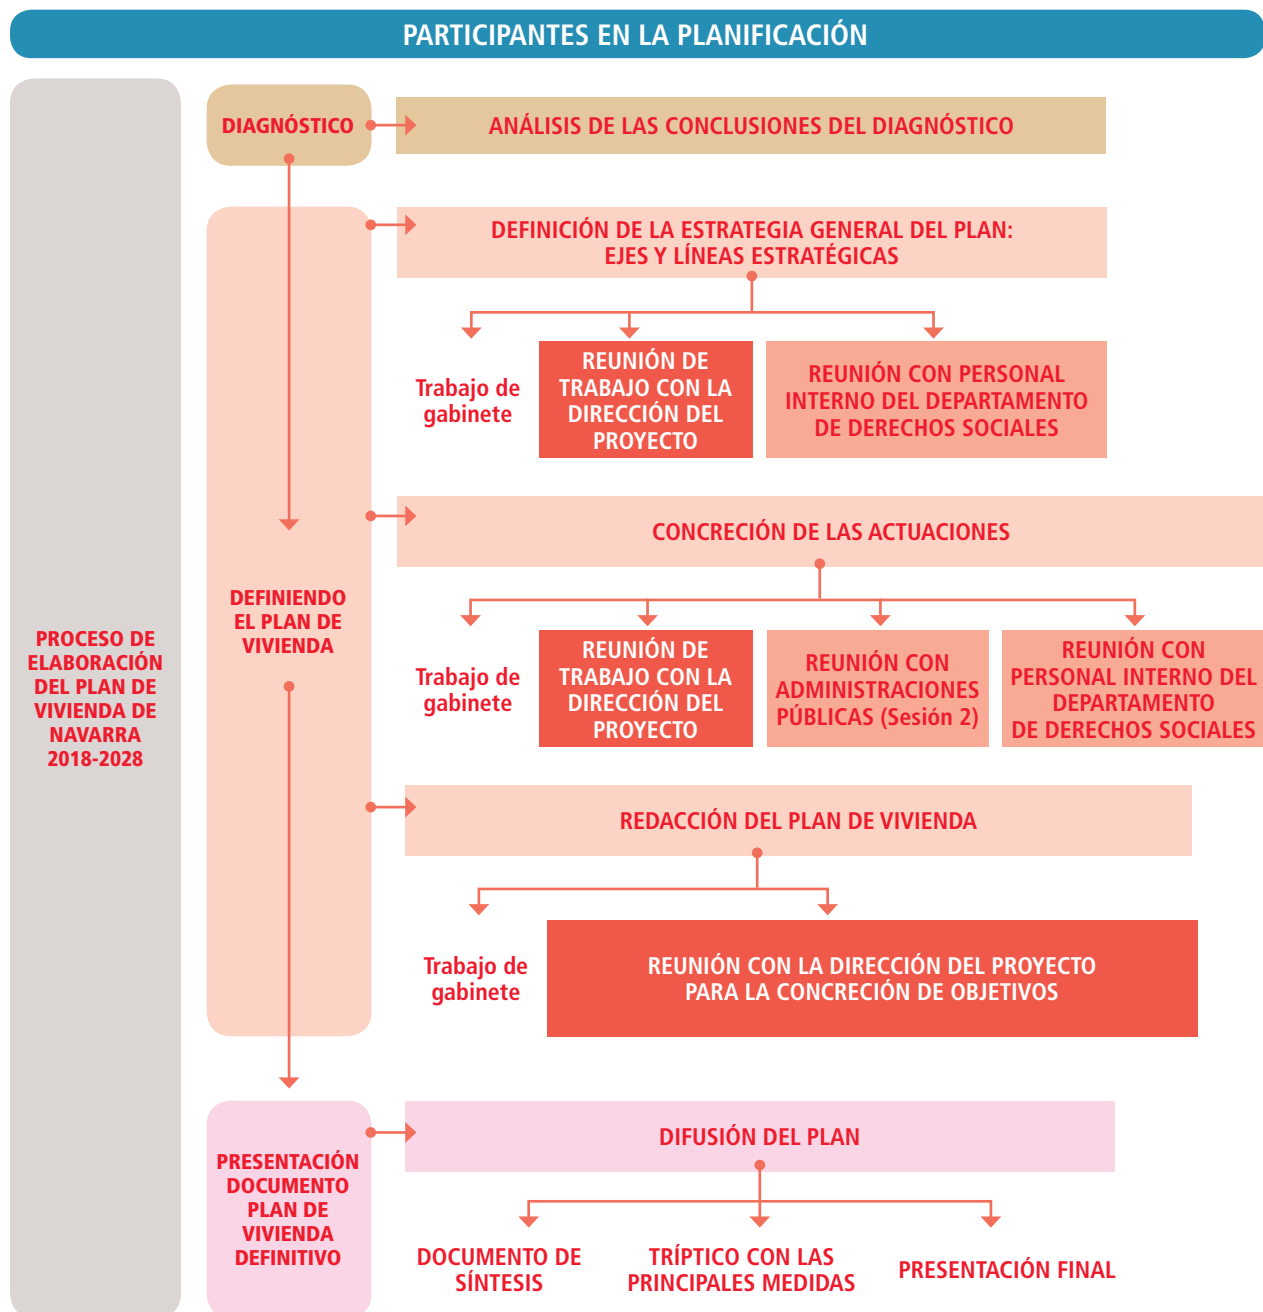 PARTICIPANTES EN LA PLANIFICACIÓN
PROCESO DE
ELABORACIÓN
DEL PLAN DE
VIVIENDA DE
NAVARRA
2018-2028
DIAGNÓSTICO
ANÁLISIS DE LAS CONCLUSIONES DEL DIAGNÓSTICO
DEFINIENDO
EL PLAN DE
VIVIENDA
DEFINICIÓN DE LA ESTRATEGIA GENERAL DEL PLAN:
EJES Y LÍNEAS ESTRATÉGICAS
Trabajo de
gabinete
REUNIÓN DE
TRABAJO CON LA
DIRECCIÓN DEL
PROYECTO
REUNIÓN CON PERSONAL
INTERNO DEL DEPARTAMENTO
DE DERECHOS SOCIALES
CONCRECIÓN DE LAS ACTUACIONES
Trabajo de
gabinete
REUNIÓN DE
TRABAJO CON LA
DIRECCIÓN DEL
PROYECTO
REUNIÓN CON
ADMINISTRACIONES
PÚBLICAS (Sesión 2)
REUNIÓN CON
PERSONAL INTERNO DEL
DEPARTAMENTO
DE DERECHOS SOCIALES
REDACCIÓN DEL PLAN DE VIVIENDA
Trabajo de
gabinete
REUNIÓN CON LA DIRECCIÓN DEL PROYECTO
PARA LA CONCRECIÓN DE OBJETIVOS
PRESENTACIÓN
DOCUMENTO
PLAN DE
VIVIENDA
DEFINITIVO
DIFUSIÓN DEL PLAN
DOCUMENTO DE
SÍNTESIS
TRÍPTICO CON LAS
PRINCIPALES MEDIDAS
PRESENTACIÓN FINAL